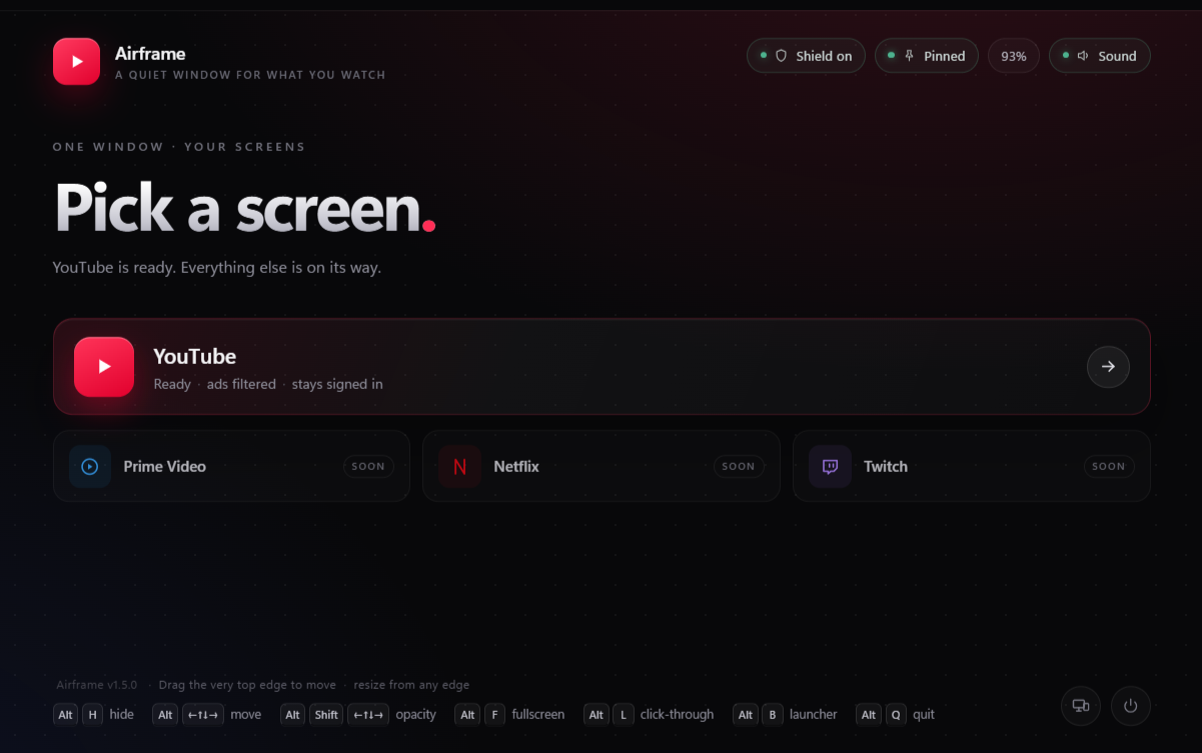 Airframe
A QUIET WINDOW FOR WHAT YOU WATCH
Shield on
Pinned
93%
Sound
ONE WINDOW · YOUR SCREENS
Pick a screen.
YouTube is ready. Everything else is on its way.
YouTube
Ready · ads filtered · stays signed in
Prime Video
SOON
N
Netflix
SOON
Twitch
SOON
Airframe v1.5.0 · Drag the very top edge to move · resize from any edge
Alt H hide Alt ←↑↓→ move Alt Shift ←↑↓→ opacity Alt F fullscreen Alt L click-through Alt B launcher Alt Q quit